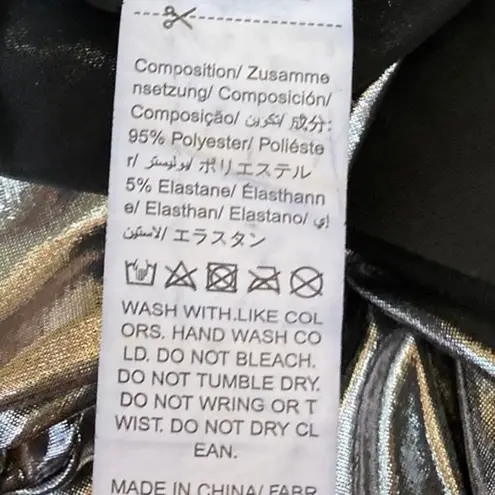 Composition/ Zusamme
nsetzung/ Composición/
Composição/ تكوين/ 成分:
95% Polyester/ Poliéste
r/ بوليستر/ ポリエステル
5% Elastane/ Élasthann
e/ Elasthan/ Elastano/ إي
لاستين/ エラスタン
WASH WITH.LIKE COL
ORS. HAND WASH CO
LD. DO NOT BLEACH.
DO NOT TUMBLE DRY.
DO NOT WRING OR T
WIST. DO NOT DRY CL
EAN.
MADE IN CHINA/ FABR